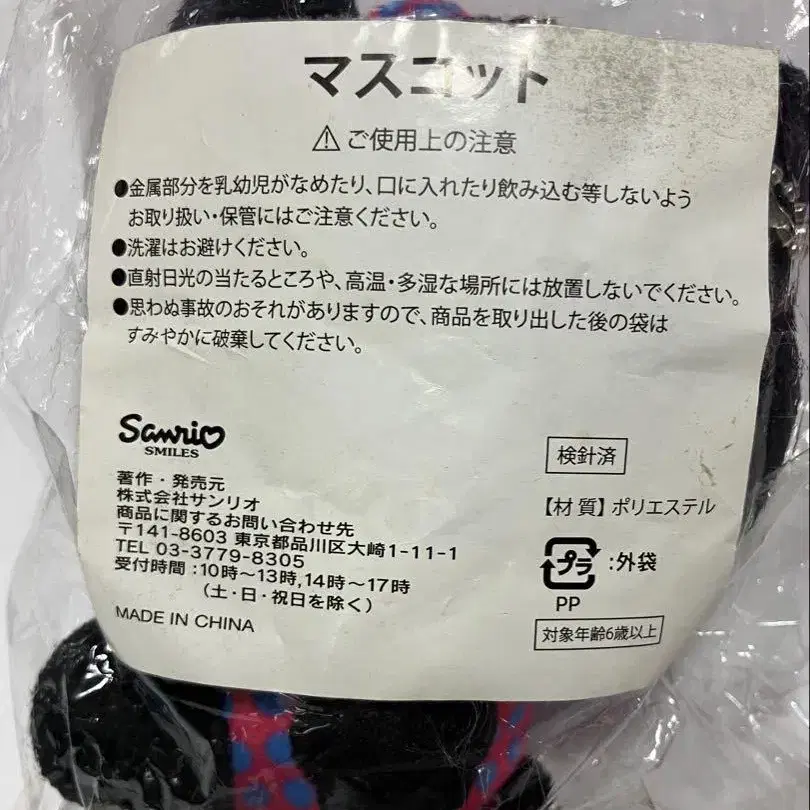 マスコット
⚠ご使用上の注意
●金属部分を乳幼児がなめたり、口に入れたり飲み込む等しないよう
お取り扱い・保管にはご注意ください。
●洗濯はお避けください。
●直射日光の当たるところや、高温・多湿な場所には放置しないでください。
●思わぬ事故のおそれがありますので、商品を取り出した後の袋は
すみやかに破棄してください。
Sanrio
SMILES
著作・発売元
株式会社サンリオ
商品に関するお問い合わせ先
〒141-8603 東京都品川区大崎1-11-1
TEL 03-3779-8305
受付時間:10時〜13時,14時〜17時
(土・日・祝日を除く)
MADE IN CHINA
検針済
【材 質】ポリエステル
プラ:外袋
PP
対象年齢6歳以上